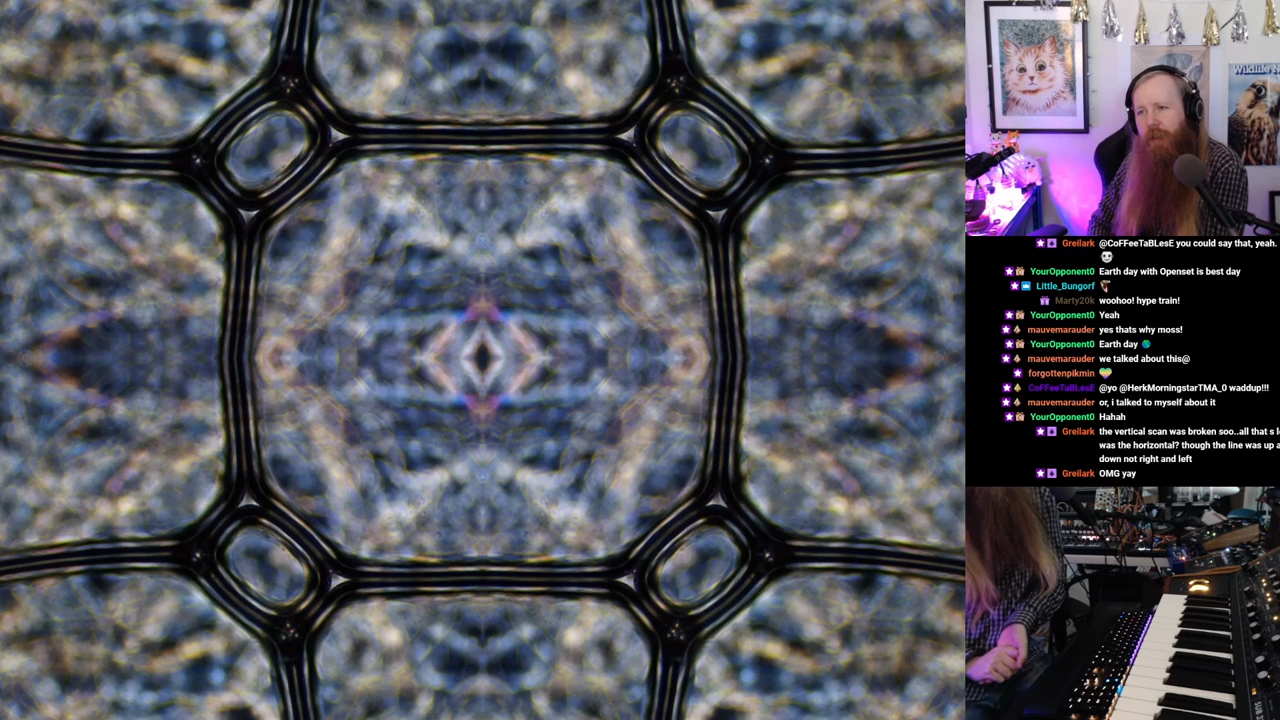 Wildlife N
Greilark @CoFFeeTaBLesE you could say that, yeah.
YourOpponent0 Earth day with Openset is best day
Little_Bungorf
Marty20k woohoo! hype train!
YourOpponent0 Yeah
mauvemarauder yes thats why moss!
YourOpponent0 Earth day
mauvemarauder we talked about this@
forgottenpikmin
CoFFeeTaBLesE @yo @HerkMorningstarTMA_0 waddup!!!
mauvemarauder or, i talked to myself about it
YourOpponent0 Hahah
Greilark the vertical scan was broken soo..all that s l
was the horizontal? though the line was up a
down not right and left
Greilark OMG yay
SUB